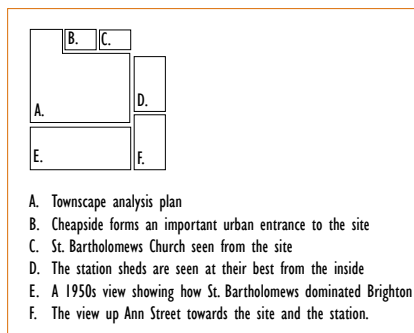 B.
C.
A.
D.
E.
F.
A. Townscape analysis plan
B. Cheapside forms an important urban entrance to the site
C. St. Bartholomews Church seen from the site
D. The station sheds are seen at their best from the inside
E. A 1950s view showing how St. Bartholomews dominated Brighton
F. The view up Ann Street towards the site and the station.